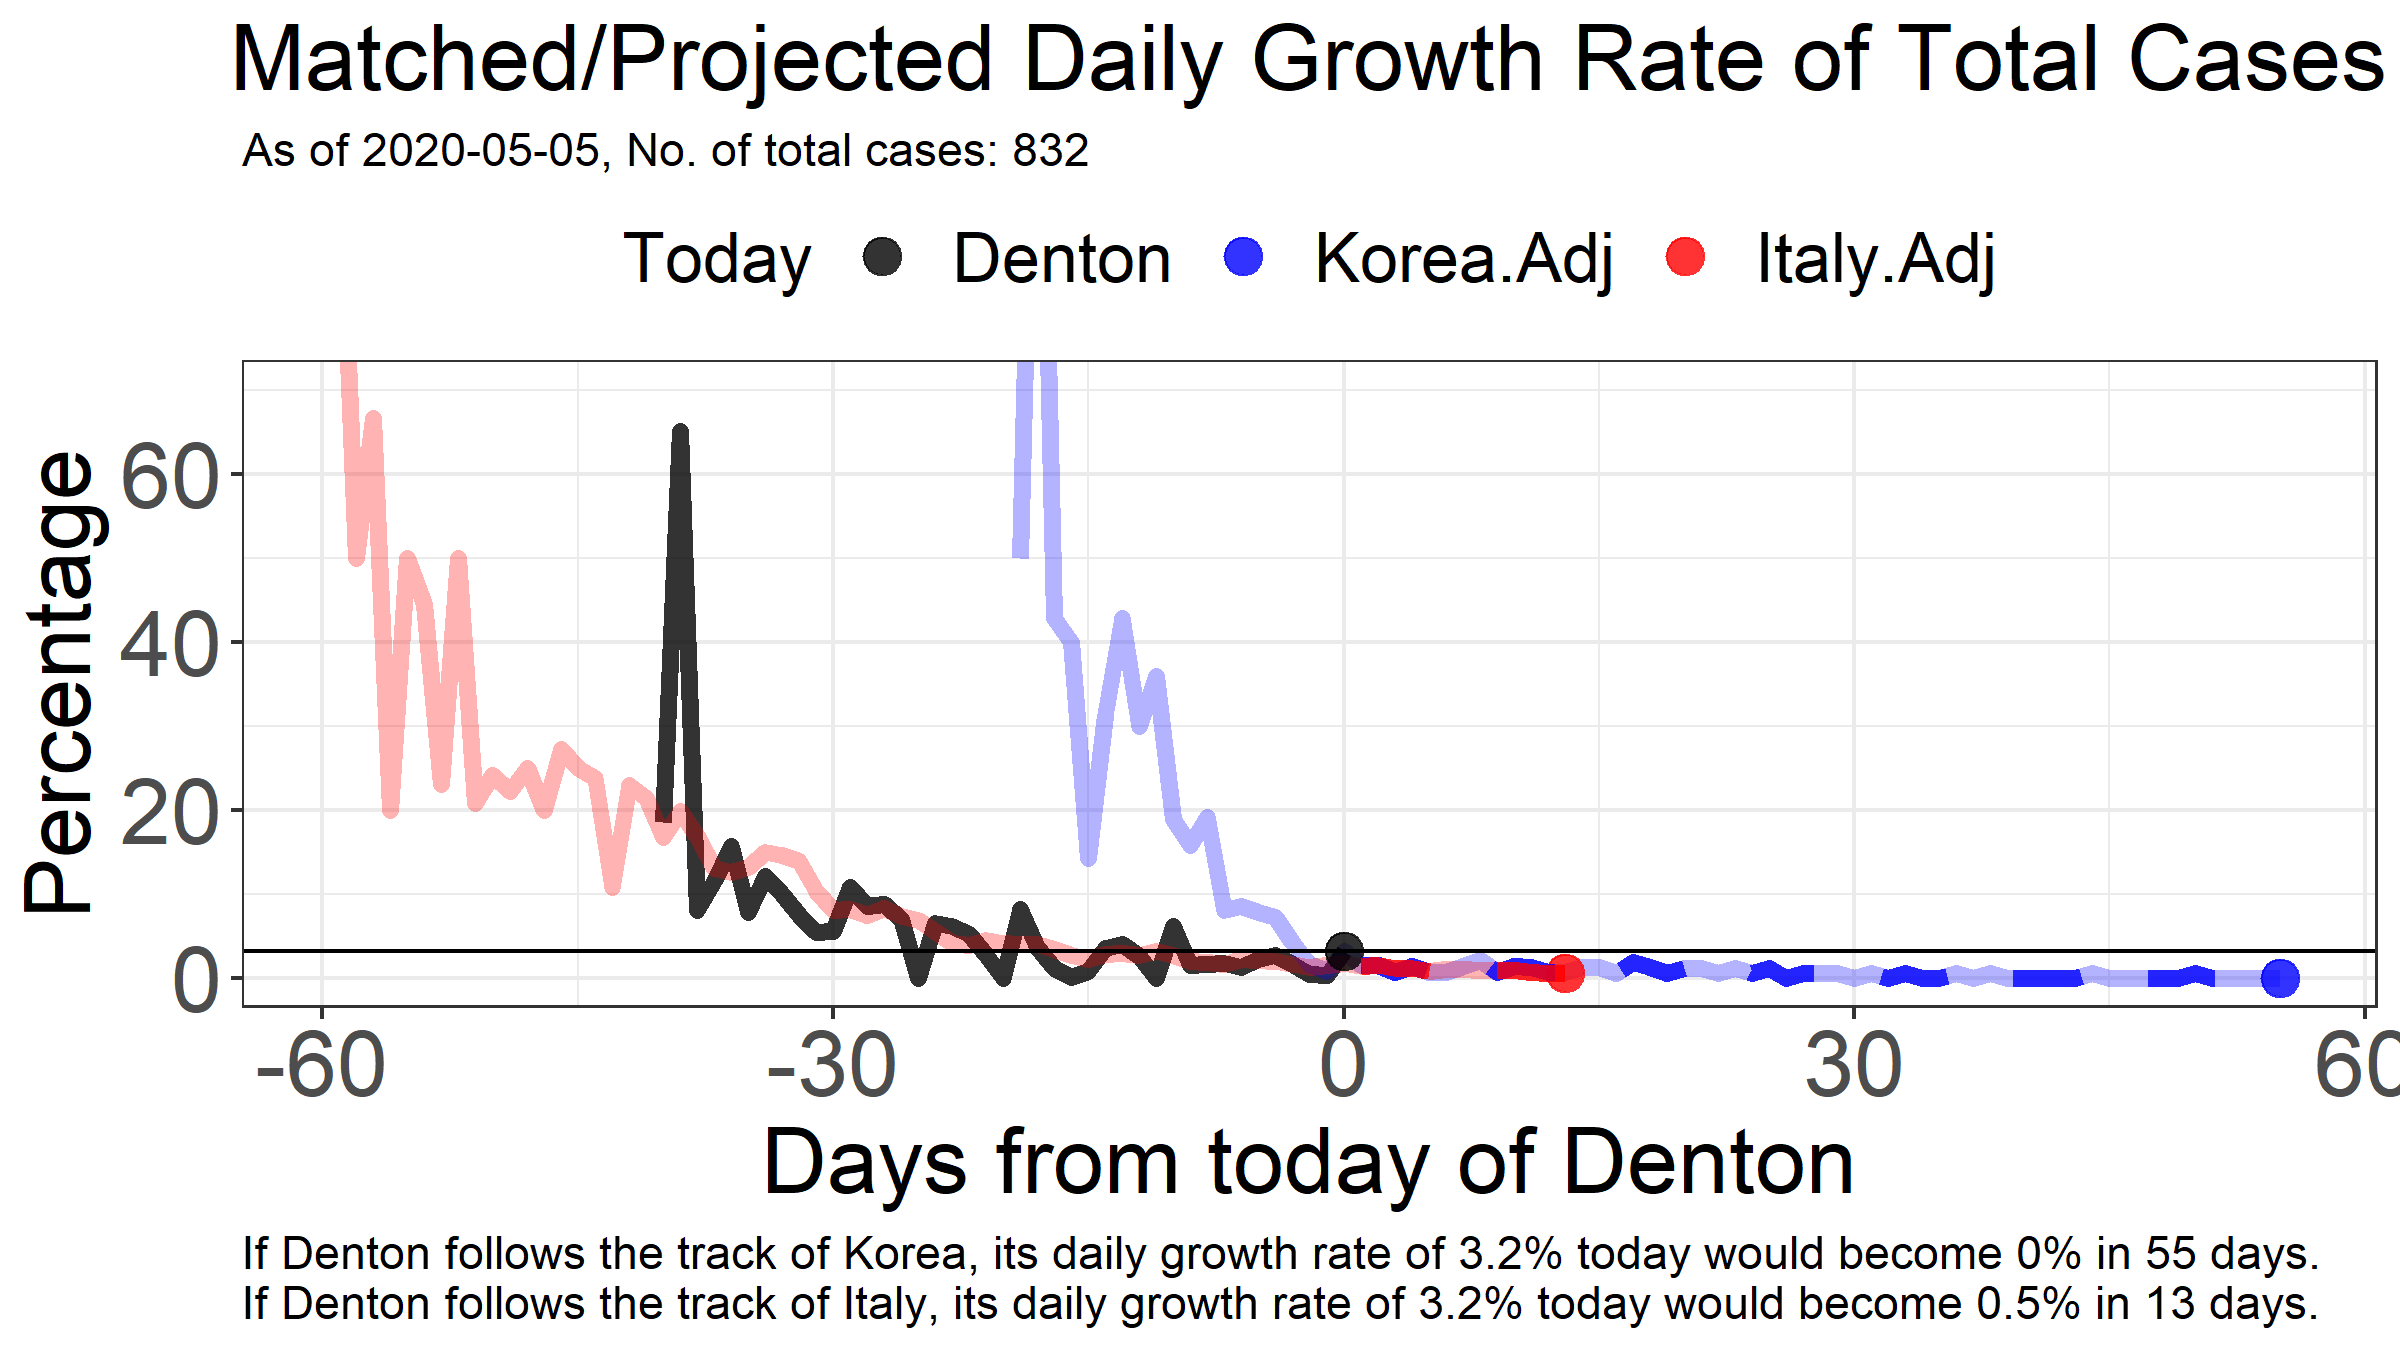 Matched/Projected Daily Growth Rate of Total Cases
As of 2020-05-05, No. of total cases: 832
Today Denton Korea.Adj Italy.Adj
Percentage
60
40
20
0
-60 -30 0 30 60
Days from today of Denton
If Denton follows the track of Korea, its daily growth rate of 3.2% today would become 0% in 55 days.
If Denton follows the track of Italy, its daily growth rate of 3.2% today would become 0.5% in 13 days.